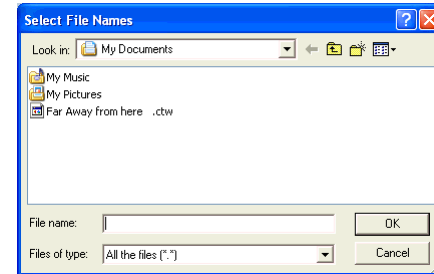 Select File Names
Look in: My Documents
My Music
My Pictures
Far Away from here .ctw
File name: OK
Files of type: All the files (*.*) Cancel